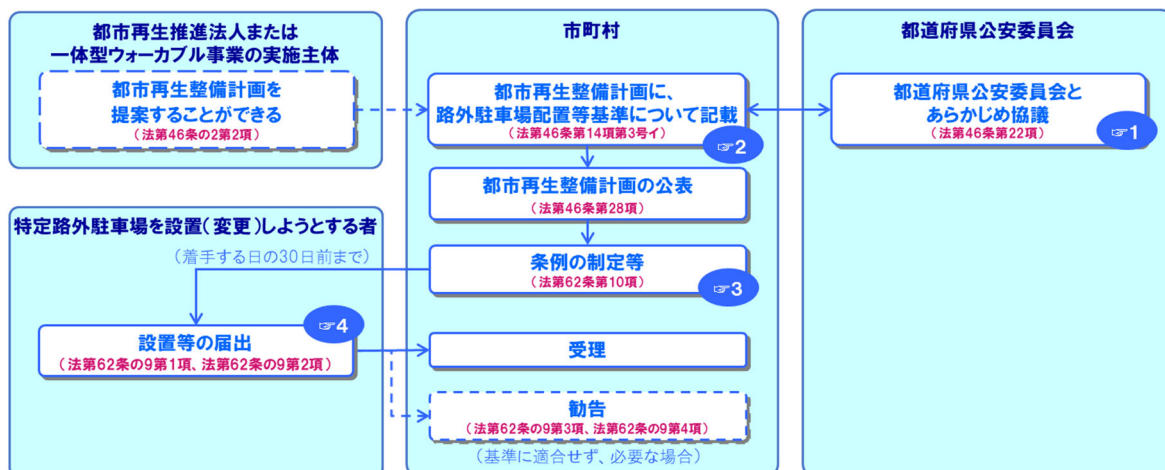 都市再生推進法人または
一体型ウォーカブル事業の実施主体
都市再生整備計画を
提案することができる
(法第46条の2第2項)
市町村
都市再生整備計画に、
路外駐車場配置等基準について記載
(法第46条第14項第3号イ)
☞2
都道府県公安委員会
都道府県公安委員会と
あらかじめ協議
(法第46条第22項)
☞1
都市再生整備計画の公表
(法第46条第28項)
条例の制定等
(法第62条第10項)
☞3
特定路外駐車場を設置(変更)しようとする者
(着手する日の30日前まで)
☞4
設置等の届出
(法第62条の9第1項、法第62条の9第2項)
受理
勧告
(法第62条の9第3項、法第62条の9第4項)
(基準に適合せず、必要な場合)